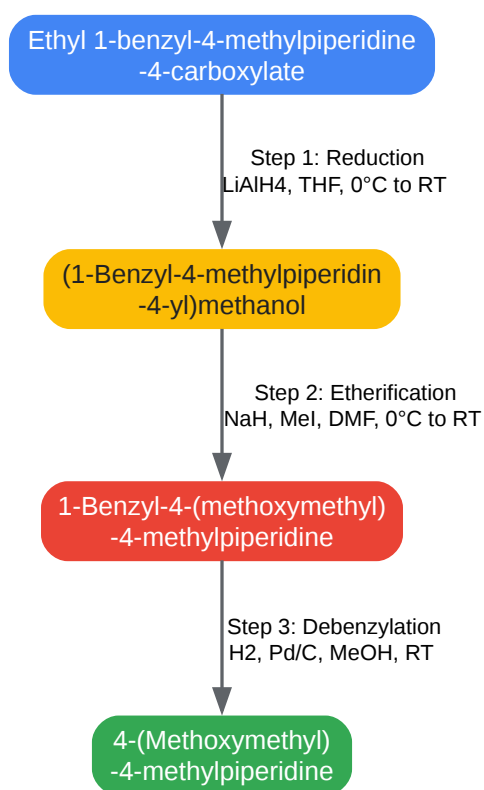 Ethyl 1-benzyl-4-methylpiperidine
-4-carboxylate
Step 1: Reduction
LiAlH4, THF, 0°C to RT
(1-Benzyl-4-methylpiperidin
-4-yl)methanol
Step 2: Etherification
NaH, MeI, DMF, 0°C to RT
1-Benzyl-4-(methoxymethyl)
-4-methylpiperidine
Step 3: Debenzylation
H2, Pd/C, MeOH, RT
4-(Methoxymethyl)
-4-methylpiperidine